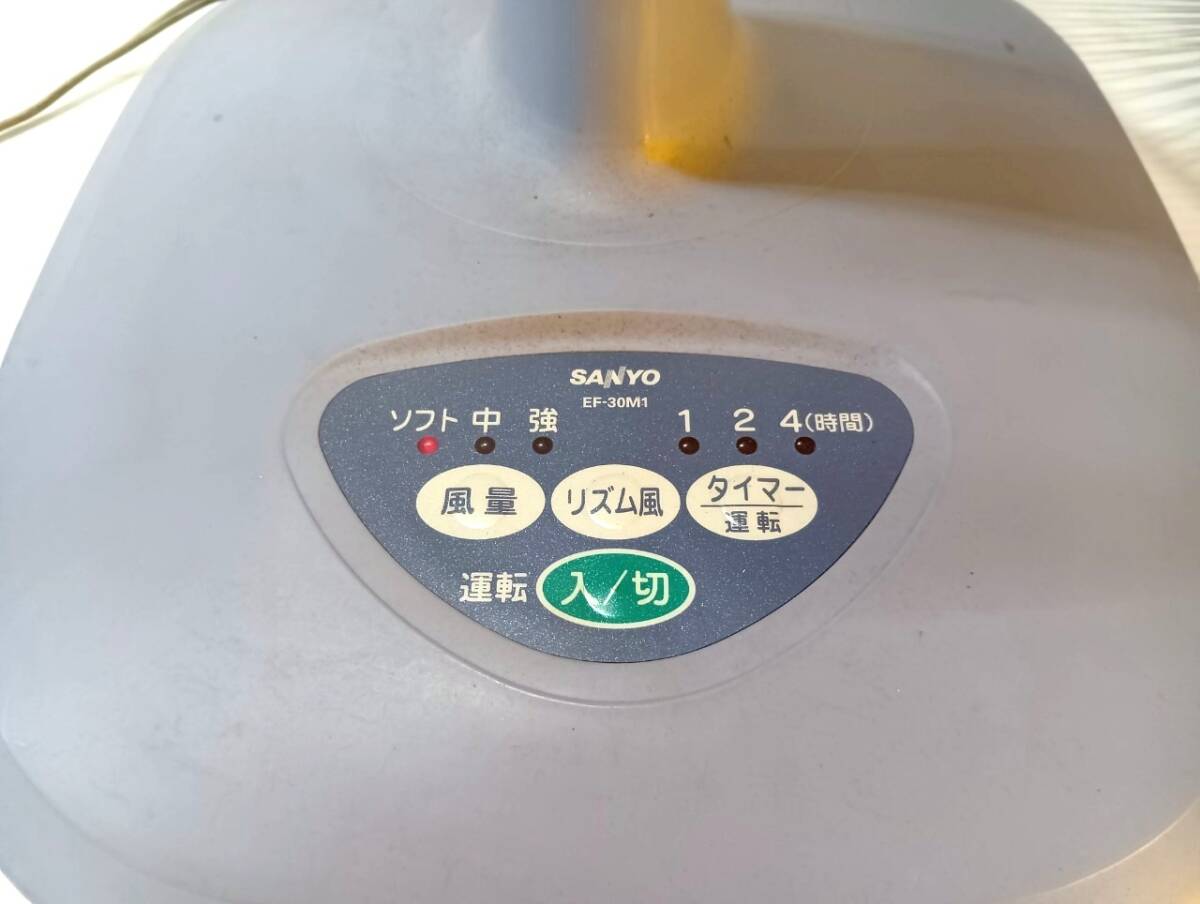 SANYO
EF-30M1
ソフト 中 強 1 2 4(時間)
風量 リズム風 タイマー
運転
運転 入/切